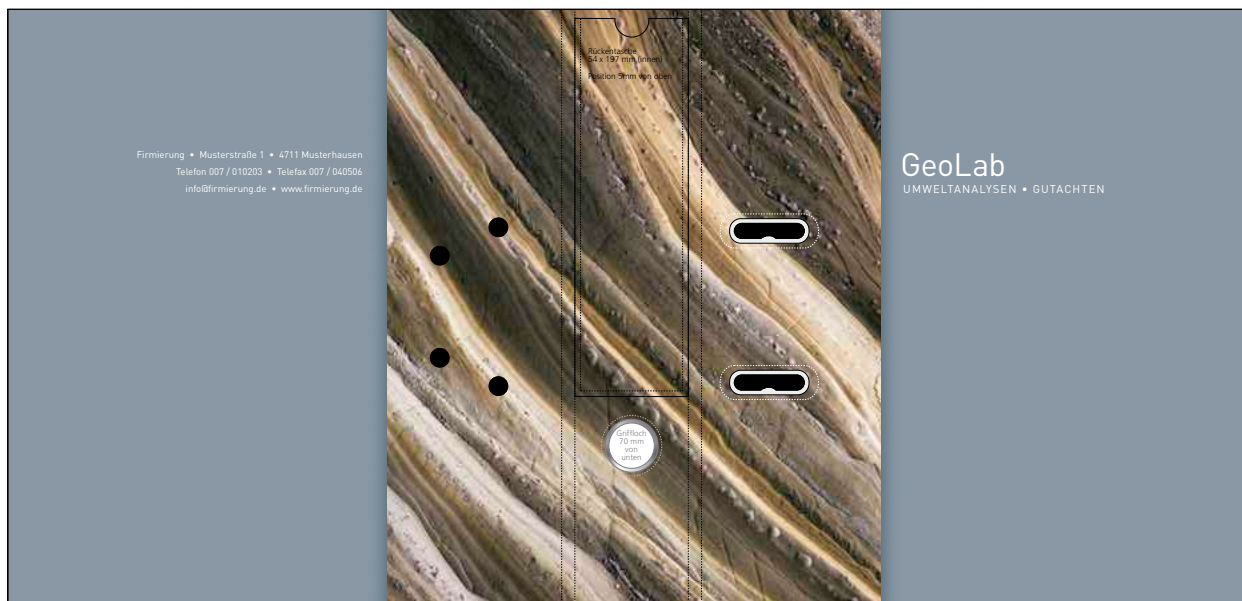 Firmierung • Musterstraße 1 • 4711 Musterhausen
Telefon 007 / 010203 • Telefax 007 / 040506
info@firmierung.de • www.firmierung.de
Rückentasche
54 x 197 mm (innen)
Position 5mm von oben
Griffloch
70 mm
von
unten
GeoLab
UMWELTANALYSEN • GUTACHTEN